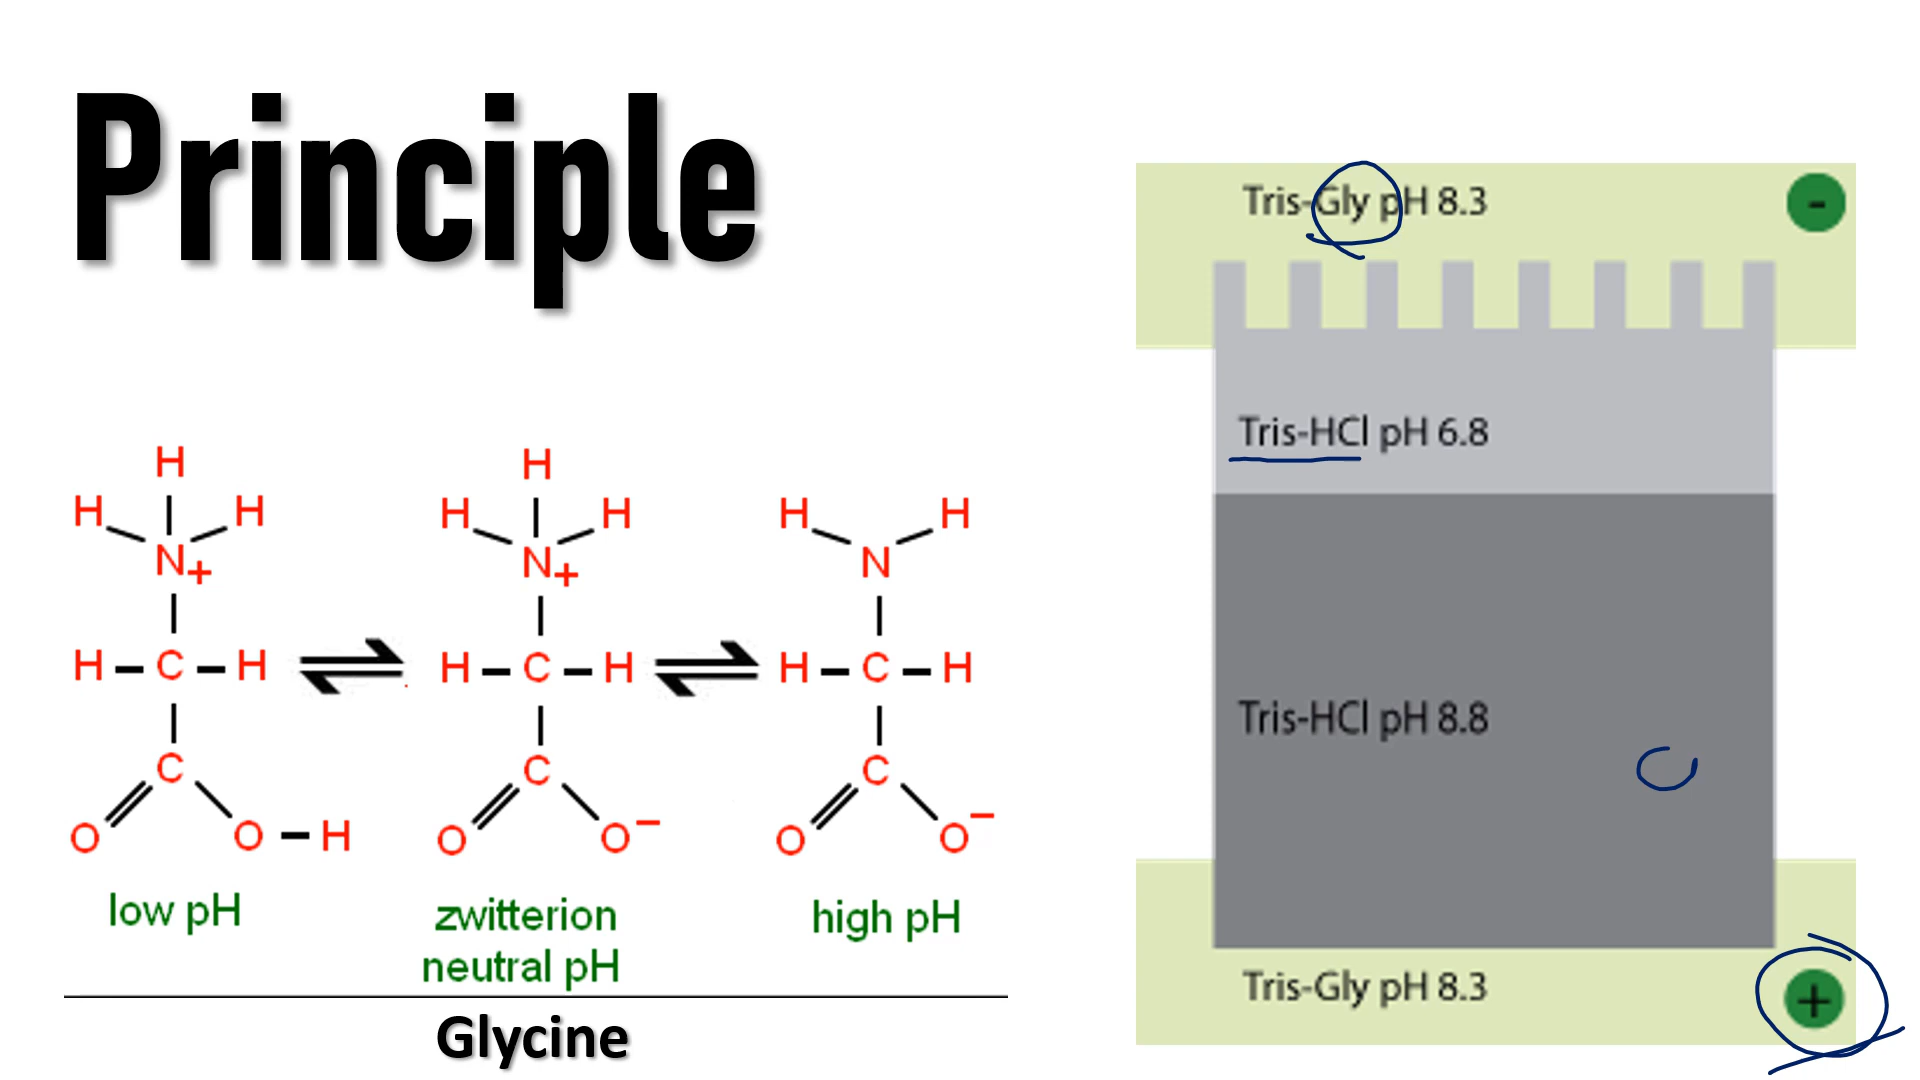 Principle
H
H H
N+
H C H
C
O O H
low pH
H
H H
N+
H C H
C
O O−
zwitterion
neutral pH
H H
N
H C H
C
O O−
high pH
Glycine
Tris-Gly pH 8.3
-
Tris-HCl pH 6.8
Tris-HCl pH 8.8
Tris-Gly pH 8.3
+